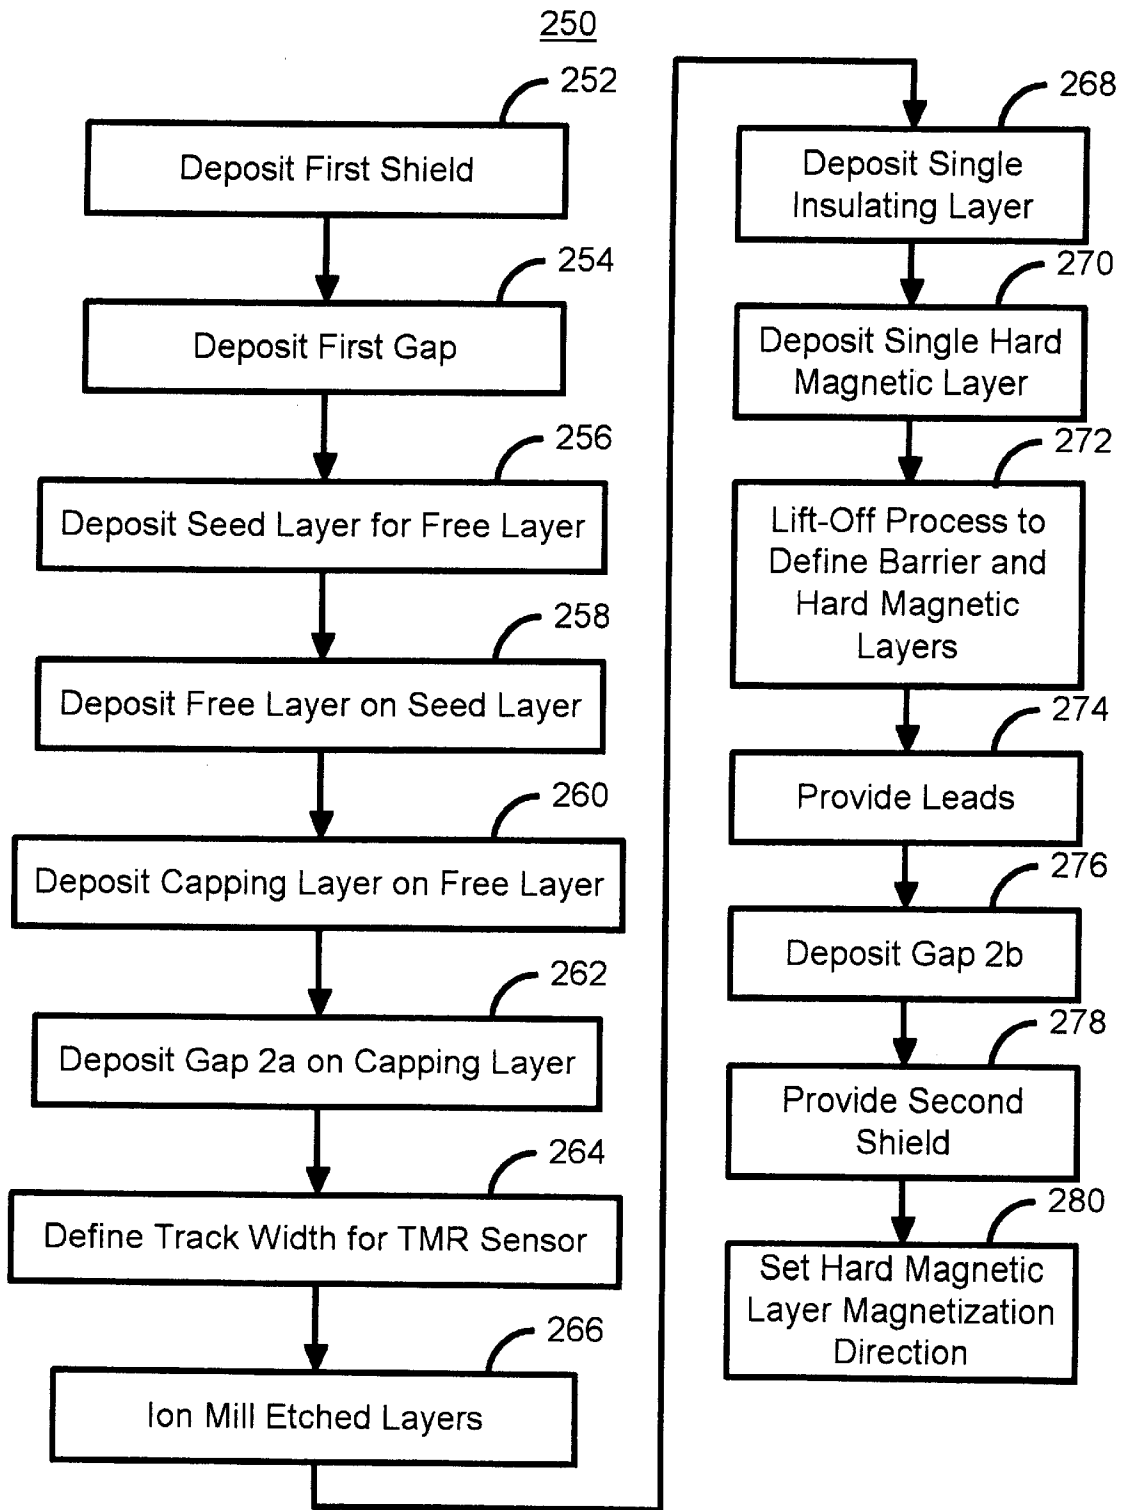 250
252
Deposit First Shield
254
Deposit First Gap
256
Deposit Seed Layer for Free Layer
258
Deposit Free Layer on Seed Layer
260
Deposit Capping Layer on Free Layer
262
Deposit Gap 2a on Capping Layer
264
Define Track Width for TMR Sensor
266
Ion Mill Etched Layers
268
Deposit Single
Insulating Layer
270
Deposit Single Hard
Magnetic Layer
272
Lift-Off Process to
Define Barrier and
Hard Magnetic
Layers
274
Provide Leads
276
Deposit Gap 2b
278
Provide Second
Shield
280
Set Hard Magnetic
Layer Magnetization
Direction